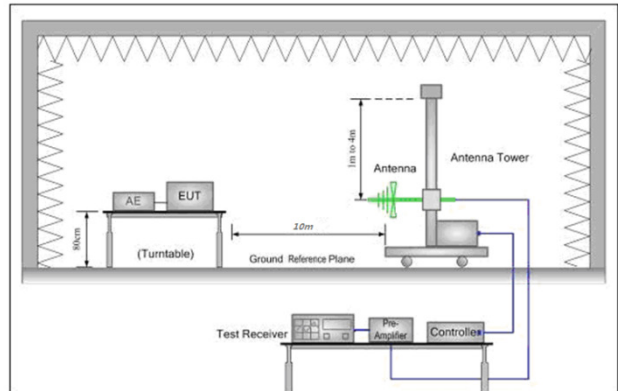 1m to 4m
Antenna
Antenna Tower
AE
EUT
80cm
(Turntable)
10m
Ground Reference Plane
Test Receiver
Pre-
Amplifier
Controller